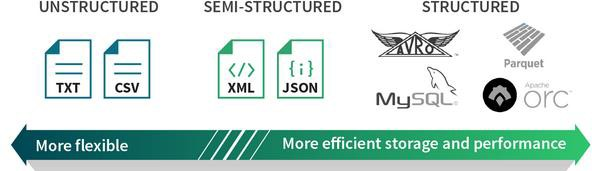 UNSTRUCTURED
SEMI-STRUCTURED
STRUCTURED
TXT
CSV
</>
XML
{i}
JSON
AVRO
Parquet
MySQL
Apache
orc
More flexible
More efficient storage and performance